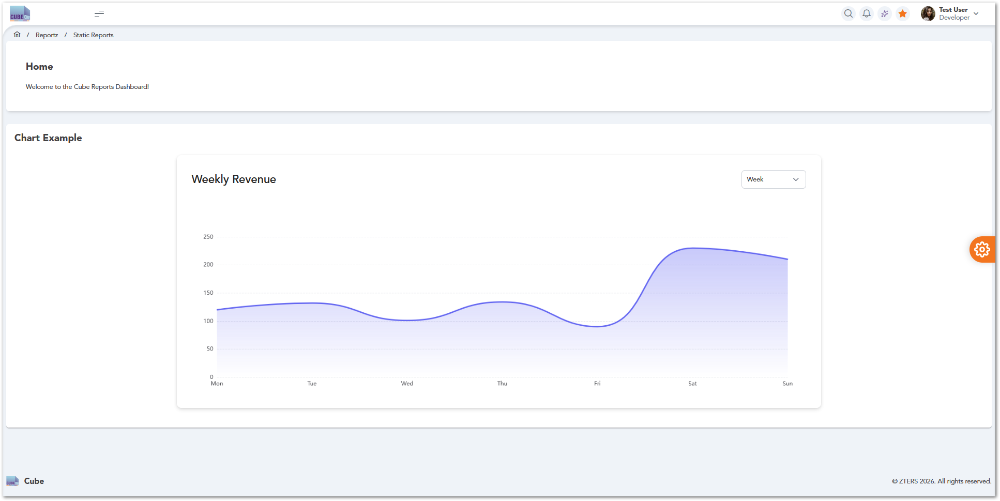 CUBE
Test User
Developer
/ Reportz / Static Reports
Home
Welcome to the Cube Reports Dashboard!
Chart Example
Weekly Revenue
Week
250
200
150
100
50
0
Mon Tue Wed Thu Fri Sat Sun
CUBE
Cube
© ZTERS 2026. All rights reserved.